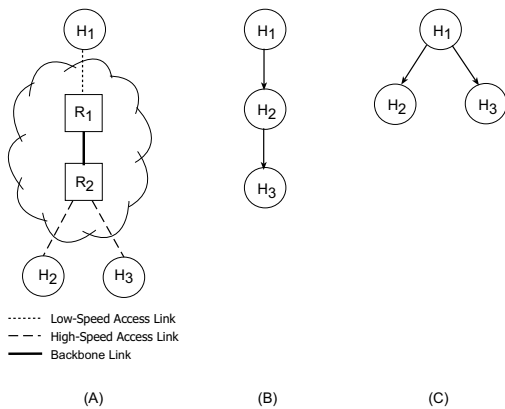 H1 H1 H1
R1
H2 H2 H3
R2
H3
H2 H3
Low-Speed Access Link
High-Speed Access Link
Backbone Link
(A) (B) (C)